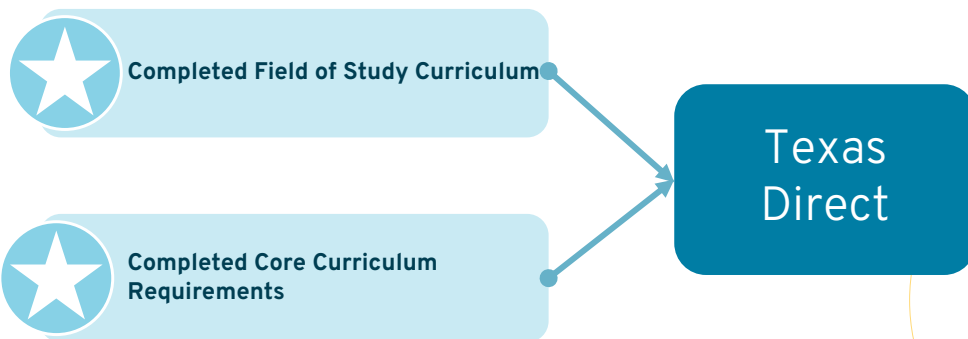 Completed Field of Study Curriculum
Texas
Direct
Completed Core Curriculum
Requirements